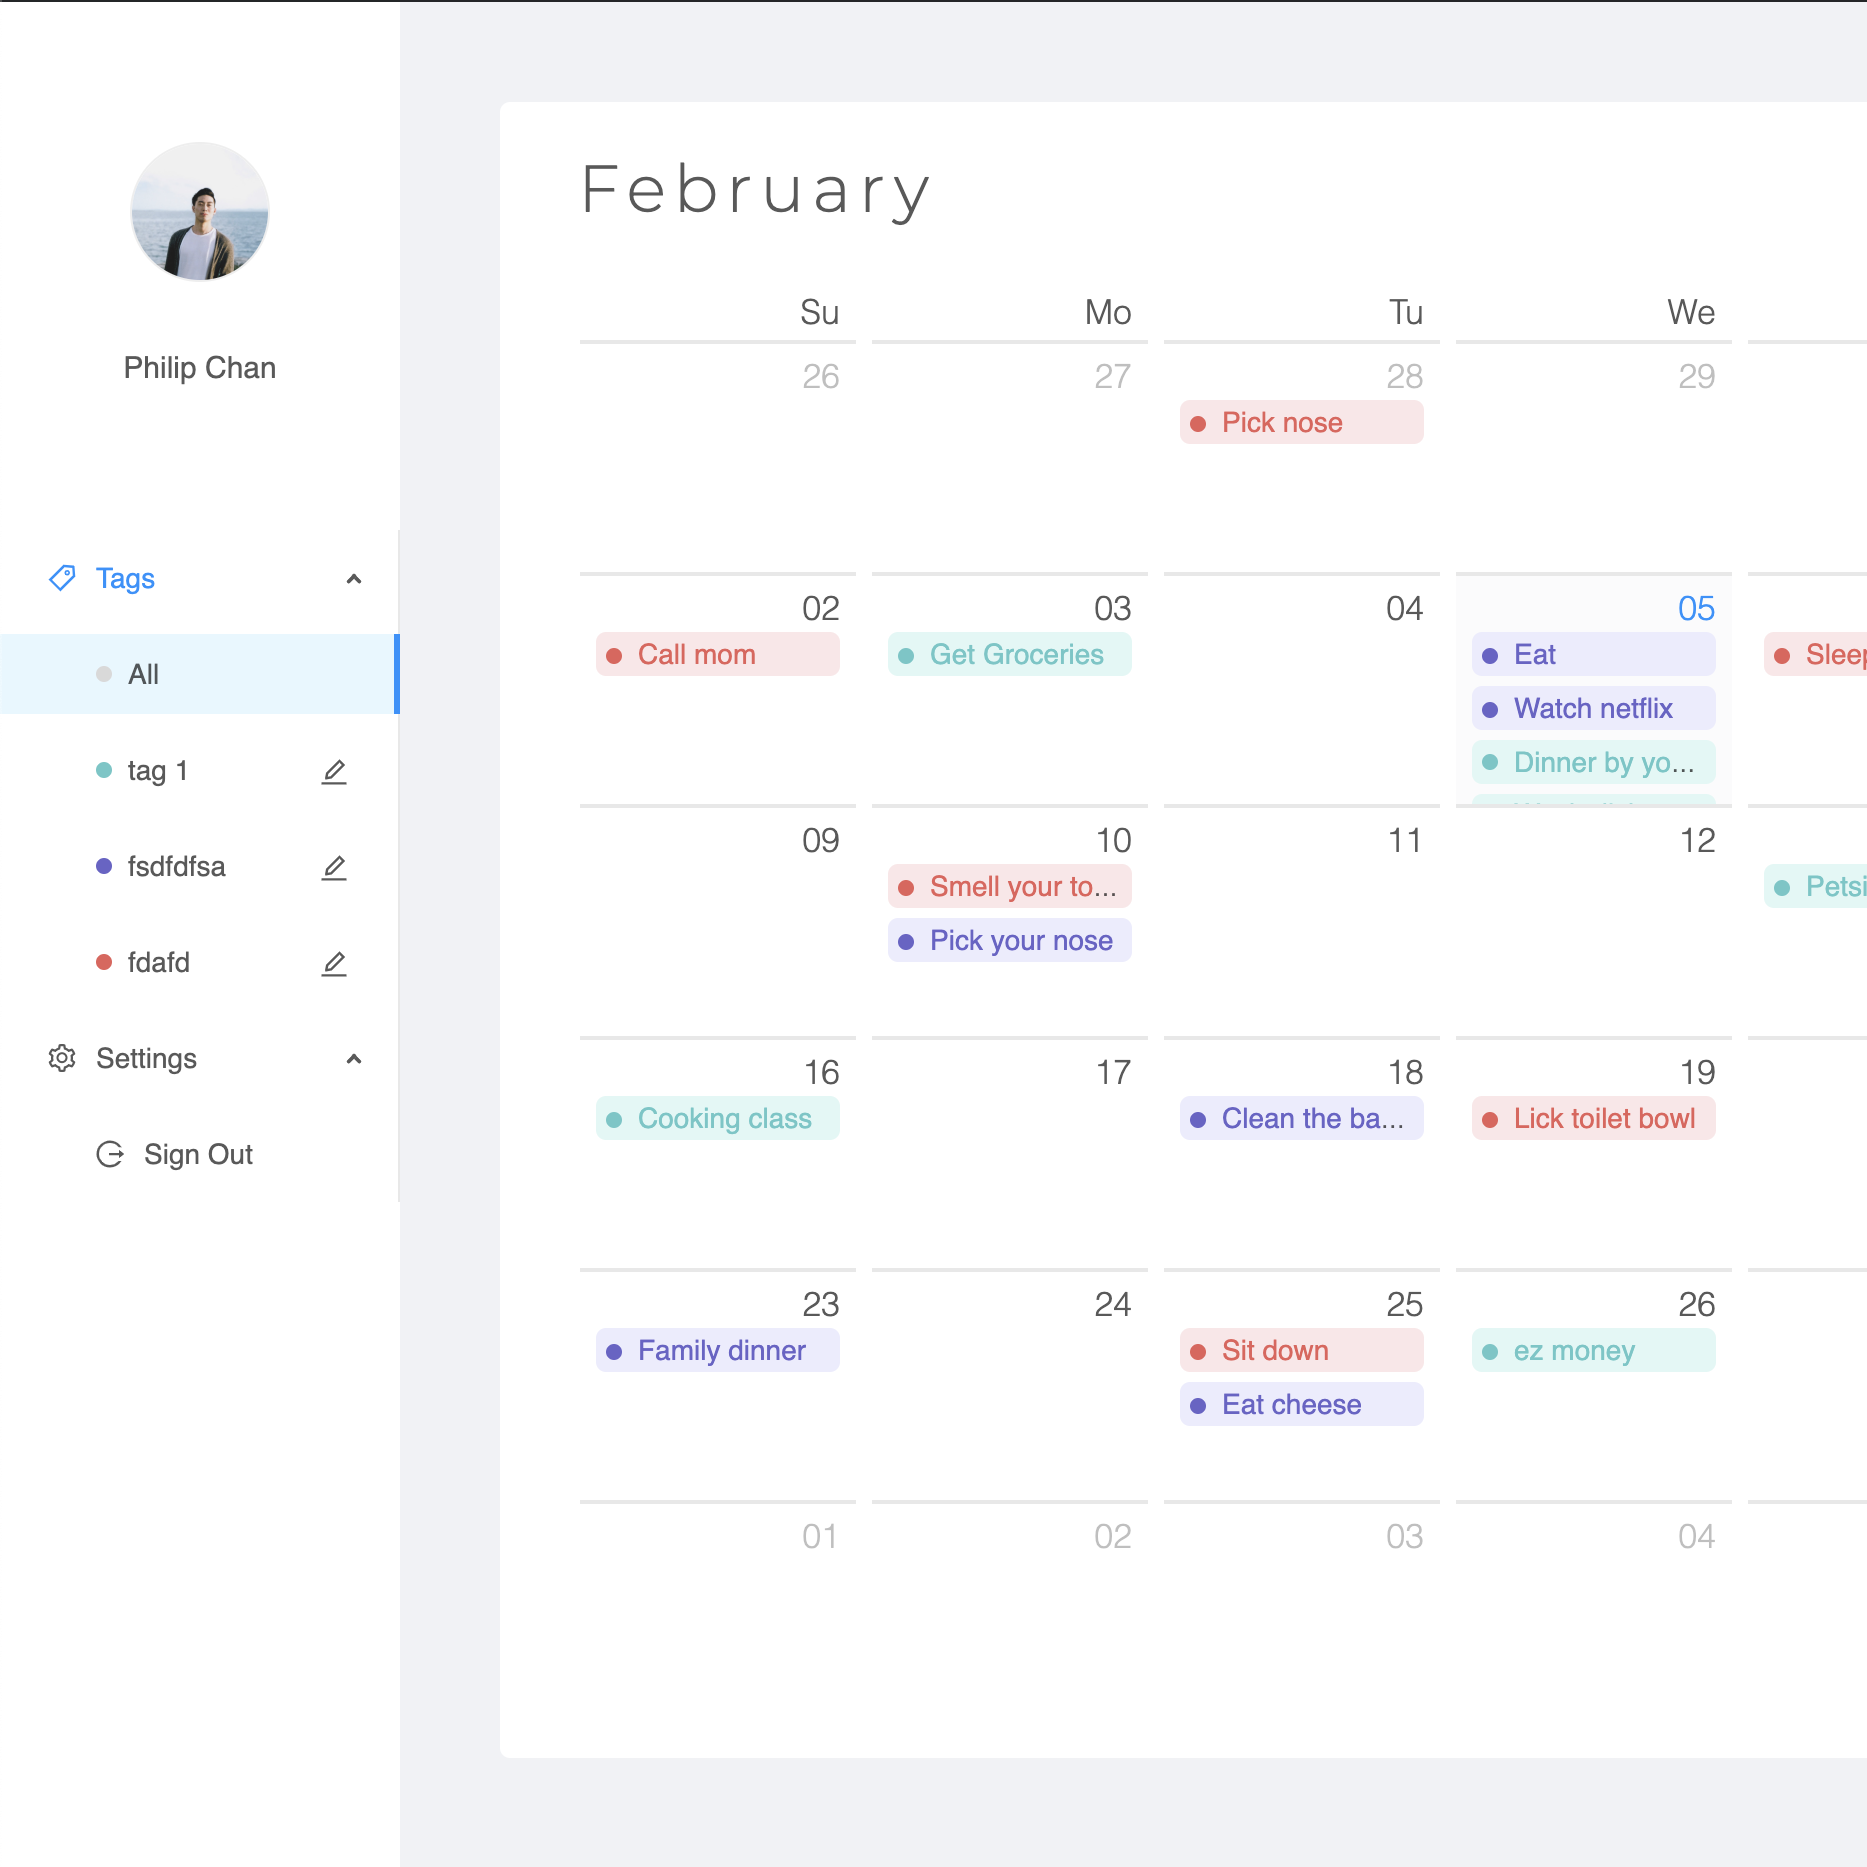 Philip Chan
Tags
All
tag 1
fsdfdfsa
fdafd
Settings
Sign Out
February
Su Mo Tu We
26 27 28 29
Pick nose
02 03 04 05
Call mom Get Groceries Eat Sleep
Watch netflix
Dinner by yo...
09 10 11 12
Smell your to... Petsi
Pick your nose
16 17 18 19
Cooking class Clean the ba... Lick toilet bowl
23 24 25 26
Family dinner Sit down ez money
Eat cheese
01 02 03 04